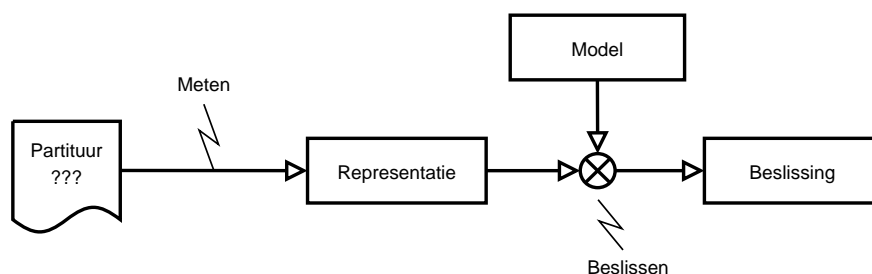 Model
Meten
Partituur
???
Representatie
Beslissing
Beslissen